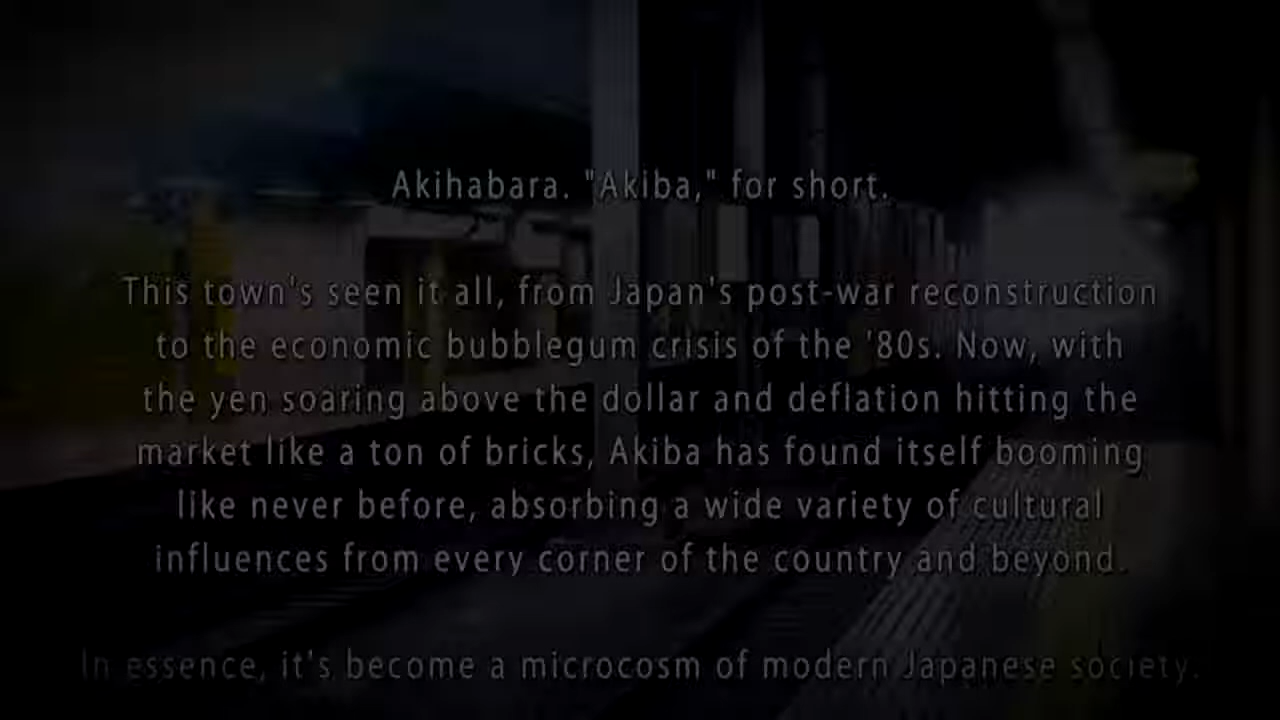 Akihabara. "Akiba," for short.
This town's seen it all, from Japan's post-war reconstruction
to the economic bubblegum crisis of the '80s. Now, with
the yen soaring above the dollar and deflation hitting the
market like a ton of bricks, Akiba has found itself booming
like never before, absorbing a wide variety of cultural
influences from every corner of the country and beyond.
In essence, it's become a microcosm of modern Japanese society.